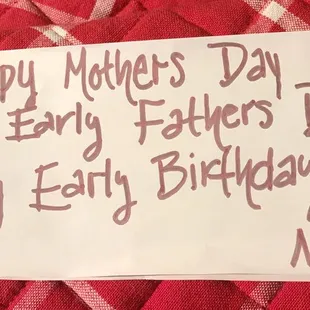 py Mothers Day
Early Fathers D
y Early Birthday
N